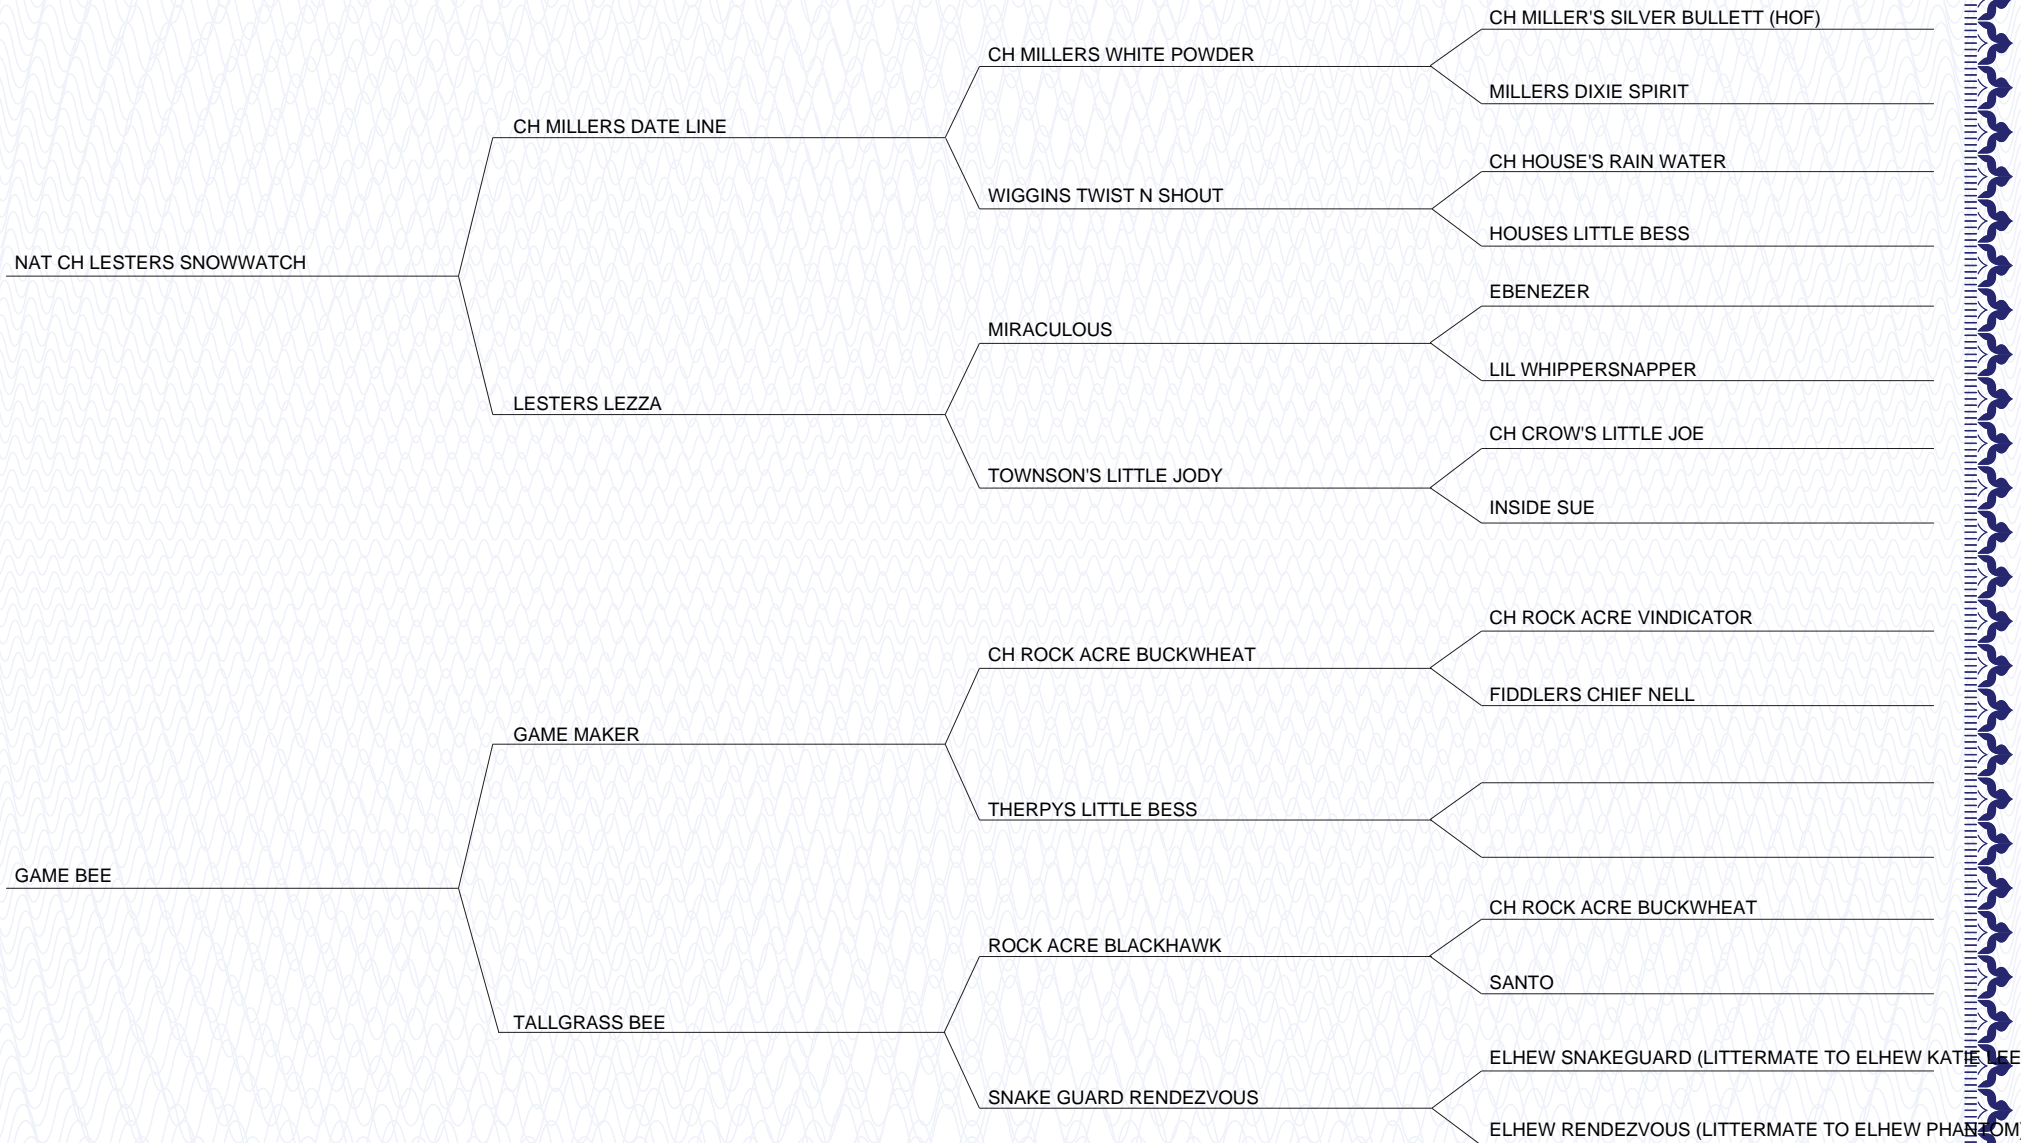 CH MILLER'S SILVER BULLETT (HOF)
CH MILLERS WHITE POWDER
MILLERS DIXIE SPIRIT
CH MILLERS DATE LINE
CH HOUSE'S RAIN WATER
WIGGINS TWIST N SHOUT
HOUSES LITTLE BESS
NAT CH LESTERS SNOWWATCH
EBENEZER
MIRACULOUS
LIL WHIPPERSNAPPER
LESTERS LEZZA
CH CROW'S LITTLE JOE
TOWNSON'S LITTLE JODY
INSIDE SUE
CH ROCK ACRE VINDICATOR
CH ROCK ACRE BUCKWHEAT
FIDDLERS CHIEF NELL
GAME MAKER
THERPYS LITTLE BESS
GAME BEE
CH ROCK ACRE BUCKWHEAT
ROCK ACRE BLACKHAWK
SANTO
TALLGRASS BEE
ELHEW SNAKEGUARD (LITTERMATE TO ELHEW KATIE LEE
SNAKE GUARD RENDEZVOUS
ELHEW RENDEZVOUS (LITTERMATE TO ELHEW PHANTOM)